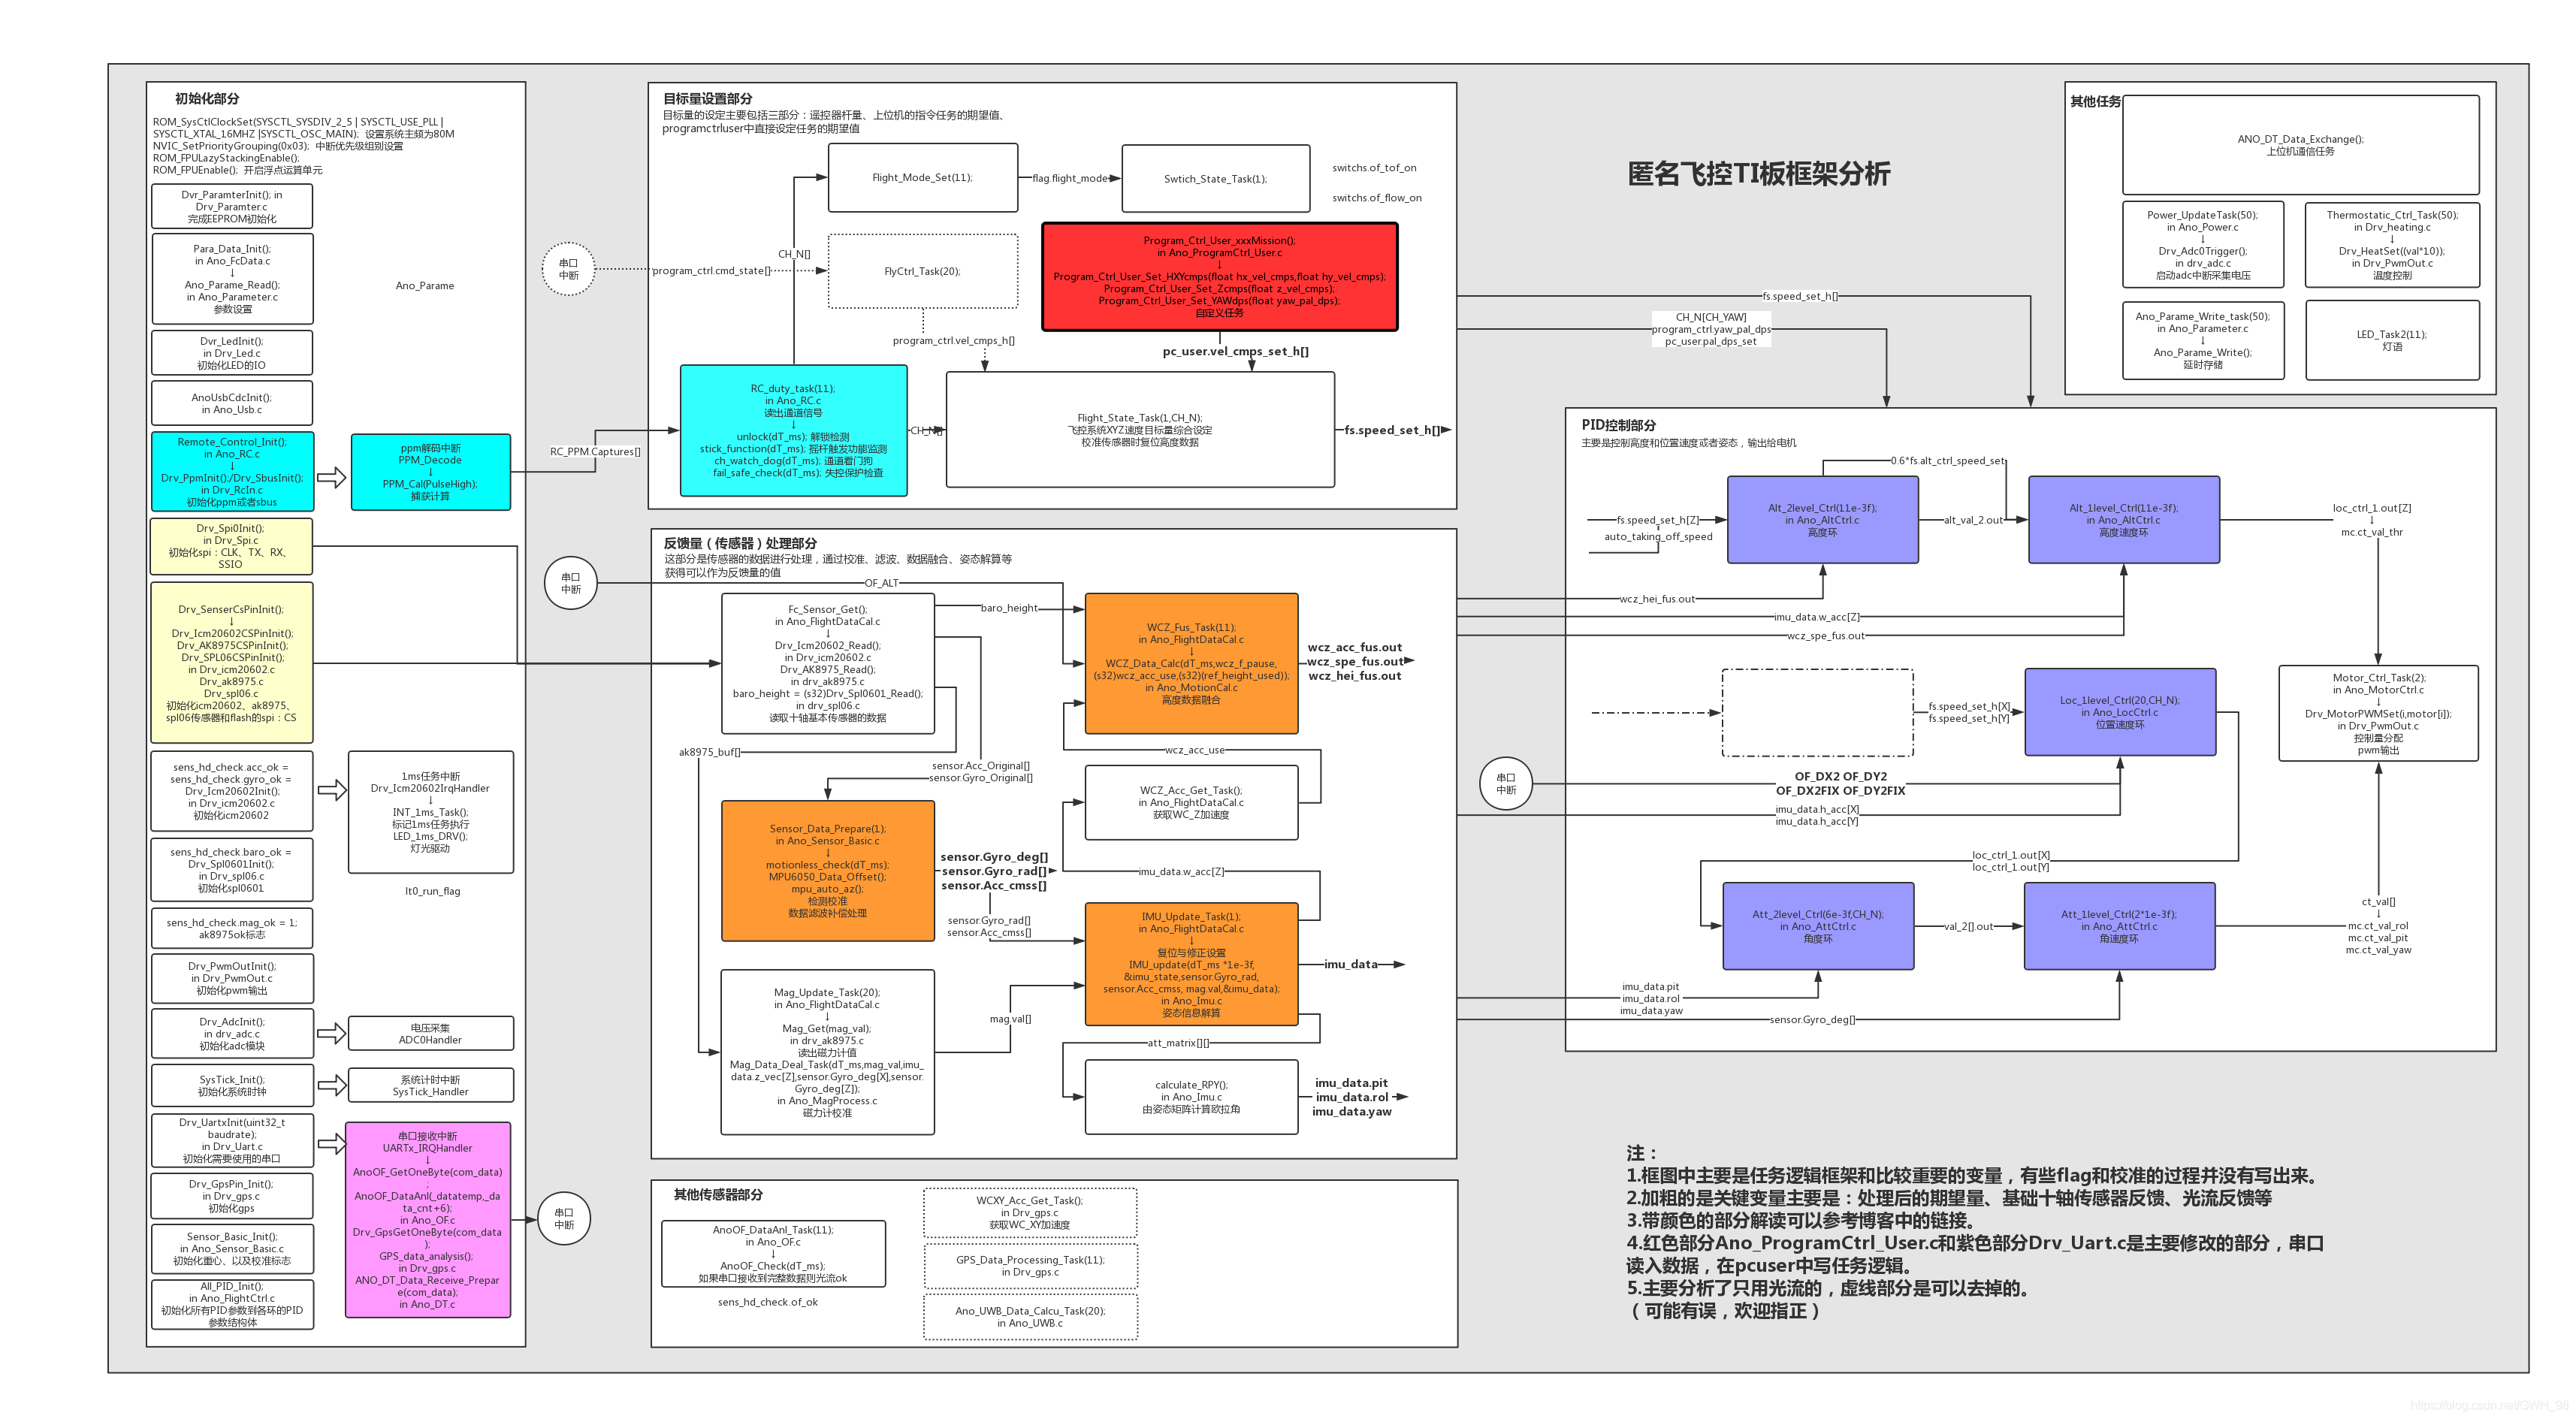 匿名飞控TI板框架分析
初始化部分
ROM_SysCtlClockSet(SYSCTL_SYSDIV_2_5 | SYSCTL_USE_PLL |
SYSCTL_XTAL_16MHZ |SYSCTL_OSC_MAIN); 设置系统主频为80M
NVIC_SetPriorityGrouping(0x03); 中断优先级组别设置
ROM_FPULazyStackingEnable();
ROM_FPUEnable(); 开启浮点运算单元
Dvr_ParamterInit(); in
Drv_Paramter.c
完成EEPROM初始化
Para_Data_Init();
in Ano_FcData.c
↓
Ano_Parame_Read();
in Ano_Parameter.c
参数设置
Ano_Parame
Dvr_LedInit();
in Drv_Led.c
初始化LED的IO
AnoUsbCdcInit();
in Ano_Usb.c
Remote_Control_Init();
in Ano_RC.c
↓
Drv_PpmInit();/Drv_SbusInit();
in Drv_RcIn.c
初始化ppm或者sbus
ppm解码中断
PPM_Decode
↓
PPM_Cal(PulseHigh);
捕获计算
Drv_Spi0Init();
in Drv_Spi.c
初始化spi：CLK、TX、RX、
SSIO
Drv_SenserCsPinInit();
↓
Drv_Icm20602CSPinInit();
Drv_AK8975CSPinInit();
Drv_SPL06CSPinInit();
in Drv_icm20602.c
Drv_ak8975.c
Drv_spl06.c
初始化icm20602、ak8975、
spl06传感器和flash的spi：CS
sens_hd_check.acc_ok =
sens_hd_check.gyro_ok =
Drv_Icm20602Init();
in Drv_icm20602.c
初始化icm20602
1ms任务中断
Drv_Icm20602IrqHandler
↓
INT_1ms_Task();
标记1ms任务执行
LED_1ms_DRV();
灯光驱动
lt0_run_flag
sens_hd_check.baro_ok =
Drv_Spl0601Init();
in Drv_spl06.c
初始化spl0601
sens_hd_check.mag_ok = 1;
ak8975ok标志
Drv_PwmOutInit();
in Drv_PwmOut.c
初始化pwm输出
Drv_AdcInit();
in drv_adc.c
初始化adc模块
电压采集
ADC0Handler
SysTick_Init();
初始化系统时钟
系统计时中断
SysTick_Handler
Drv_UartxInit(uint32_t
baudrate);
in Drv_Uart.c
初始化需要使用的串口
串口接收中断
UARTx_IRQHandler
↓
AnoOF_GetOneByte(com_data)
;
AnoOF_DataAnl(_datatemp,_da
ta_cnt+6);
in Ano_OF.c
Drv_GpsGetOneByte(com_data
);
GPS_data_analysis();
in Drv_gps.c
ANO_DT_Data_Receive_Prepar
e(com_data);
in Ano_DT.c
Drv_GpsPin_Init();
in Drv_gps.c
初始化gps
Sensor_Basic_Init();
in Ano_Sensor_Basic.c
初始化重心、以及校准标志
All_PID_Init();
in Ano_FlightCtrl.c
初始化所有PID参数到各环的PID
参数结构体
串口
中断
串口
中断
串口
中断
串口
中断
RC_PPM.Captures[]
目标量设置部分
目标量的设定主要包括三部分：遥控器杆量、上位机的指令任务的期望值、
programctrluser中直接设定任务的期望值
Flight_Mode_Set(11);
flag.flight_mode
Swtich_State_Task(1);
switchs.of_tof_on
switchs.of_flow_on
CH_N[]
program_ctrl.cmd_state[]
FlyCtrl_Task(20);
Program_Ctrl_User_xxxMission();
in Ano_ProgramCtrl_User.c
↓
Program_Ctrl_User_Set_HXYcmps(float hx_vel_cmps,float hy_vel_cmps);
Program_Ctrl_User_Set_Zcmps(float z_vel_cmps);
Program_Ctrl_User_Set_YAWdps(float yaw_pal_dps);
自定义任务
program_ctrl.vel_cmps_h[]
pc_user.vel_cmps_set_h[]
RC_duty_task(11);
in Ano_RC.c
读出通道信号
↓
unlock(dT_ms); 解锁检测
stick_function(dT_ms); 摇杆触发功能监测
ch_watch_dog(dT_ms); 通道看门狗
fail_safe_check(dT_ms); 失控保护检查
CH_N[]
Flight_State_Task(1,CH_N);
飞控系统XYZ速度目标量综合设定
校准传感器时复位高度数据
fs.speed_set_h[]
反馈量（传感器）处理部分
这部分是传感器的数据进行处理，通过校准、滤波、数据融合、姿态解算等
获得可以作为反馈量的值
OF_ALT
Fc_Sensor_Get();
in Ano_FlightDataCal.c
↓
Drv_Icm20602_Read();
in Drv_icm20602.c
Drv_AK8975_Read();
in drv_ak8975.c
baro_height = (s32)Drv_Spl0601_Read();
in drv_spl06.c
读取十轴基本传感器的数据
baro_height
WCZ_Fus_Task(11);
in Ano_FlightDataCal.c
↓
WCZ_Data_Calc(dT_ms,wcz_f_pause,
(s32)wcz_acc_use,(s32)(ref_height_used));
in Ano_MotionCal.c
高度数据融合
wcz_acc_fus.out
wcz_spe_fus.out
wcz_hei_fus.out
ak8975_buf[]
sensor.Acc_Original[]
sensor.Gyro_Original[]
wcz_acc_use
WCZ_Acc_Get_Task();
in Ano_FlightDataCal.c
获取WC_Z加速度
Sensor_Data_Prepare(1);
in Ano_Sensor_Basic.c
↓
motionless_check(dT_ms);
MPU6050_Data_Offset();
mpu_auto_az();
检测校准
数据滤波补偿处理
sensor.Gyro_deg[]
sensor.Gyro_rad[]
sensor.Acc_cmss[]
imu_data.w_acc[Z]
sensor.Gyro_rad[]
sensor.Acc_cmss[]
IMU_Update_Task(1);
in Ano_FlightDataCal.c
↓
复位与修正设置
IMU_update(dT_ms *1e-3f,
&imu_state,sensor.Gyro_rad,
sensor.Acc_cmss, mag.val,&imu_data);
in Ano_Imu.c
姿态信息解算
imu_data
Mag_Update_Task(20);
in Ano_FlightDataCal.c
↓
Mag_Get(mag_val);
in drv_ak8975.c
读出磁力计值
Mag_Data_Deal_Task(dT_ms,mag_val,imu_
data.z_vec[Z],sensor.Gyro_deg[X],sensor.
Gyro_deg[Z]);
in Ano_MagProcess.c
磁力计校准
mag.val[]
att_matrix[][]
calculate_RPY();
in Ano_Imu.c
由姿态矩阵计算欧拉角
imu_data.pit
imu_data.rol
imu_data.yaw
其他传感器部分
AnoOF_DataAnl_Task(11);
in Ano_OF.c
↓
AnoOF_Check(dT_ms);
如果串口接收到完整数据则光流ok
sens_hd_check.of_ok
WCXY_Acc_Get_Task();
in Drv_gps.c
获取WC_XY加速度
GPS_Data_Processing_Task(11);
in Drv_gps.c
Ano_UWB_Data_Calcu_Task(20);
in Ano_UWB.c
其他任务
ANO_DT_Data_Exchange();
上位机通信任务
Power_UpdateTask(50);
in Ano_Power.c
↓
Drv_Adc0Trigger();
in drv_adc.c
启动adc中断采集电压
Thermostatic_Ctrl_Task(50);
in Drv_heating.c
↓
Drv_HeatSet((val*10));
in Drv_PwmOut.c
温度控制
Ano_Parame_Write_task(50);
in Ano_Parameter.c
↓
Ano_Parame_Write();
延时存储
LED_Task2(11);
灯语
fs.speed_set_h[]
CH_N[CH_YAW]
program_ctrl.yaw_pal_dps
pc_user.pal_dps_set
PID控制部分
主要是控制高度和位置速度或者姿态，输出给电机
0.6*fs.alt_ctrl_speed_set
fs.speed_set_h[Z]
auto_taking_off_speed
Alt_2level_Ctrl(11e-3f);
in Ano_AltCtrl.c
高度环
alt_val_2.out
Alt_1level_Ctrl(11e-3f);
in Ano_AltCtrl.c
高度速度环
loc_ctrl_1.out[Z]
↓
mc.ct_val_thr
wcz_hei_fus.out
imu_data.w_acc[Z]
wcz_spe_fus.out
fs.speed_set_h[X]
fs.speed_set_h[Y]
Loc_1level_Ctrl(20,CH_N);
in Ano_LocCtrl.c
位置速度环
Motor_Ctrl_Task(2);
in Ano_MotorCtrl.c
↓
Drv_MotorPWMSet(i,motor[i]);
in Drv_PwmOut.c
控制量分配
pwm输出
OF_DX2 OF_DY2
OF_DX2FIX OF_DY2FIX
imu_data.h_acc[X]
imu_data.h_acc[Y]
loc_ctrl_1.out[X]
loc_ctrl_1.out[Y]
Att_2level_Ctrl(6e-3f,CH_N);
in Ano_AttCtrl.c
角度环
val_2[].out
Att_1level_Ctrl(2*1e-3f);
in Ano_AttCtrl.c
角速度环
ct_val[]
↓
mc.ct_val_rol
mc.ct_val_pit
mc.ct_val_yaw
imu_data.pit
imu_data.rol
imu_data.yaw
sensor.Gyro_deg[]
注：
1.框图中主要是任务逻辑框架和比较重要的变量，有些flag和校准的过程并没有写出来。
2.加粗的是关键变量主要是：处理后的期望量、基础十轴传感器反馈、光流反馈等
3.带颜色的部分解读可以参考博客中的链接。
4.红色部分Ano_ProgramCtrl_User.c和紫色部分Drv_Uart.c是主要修改的部分，串口
读入数据，在pcuser中写任务逻辑。
5.主要分析了只用光流的，虚线部分是可以去掉的。
（可能有误，欢迎指正）
https://blog.csdn.net/GWH_98